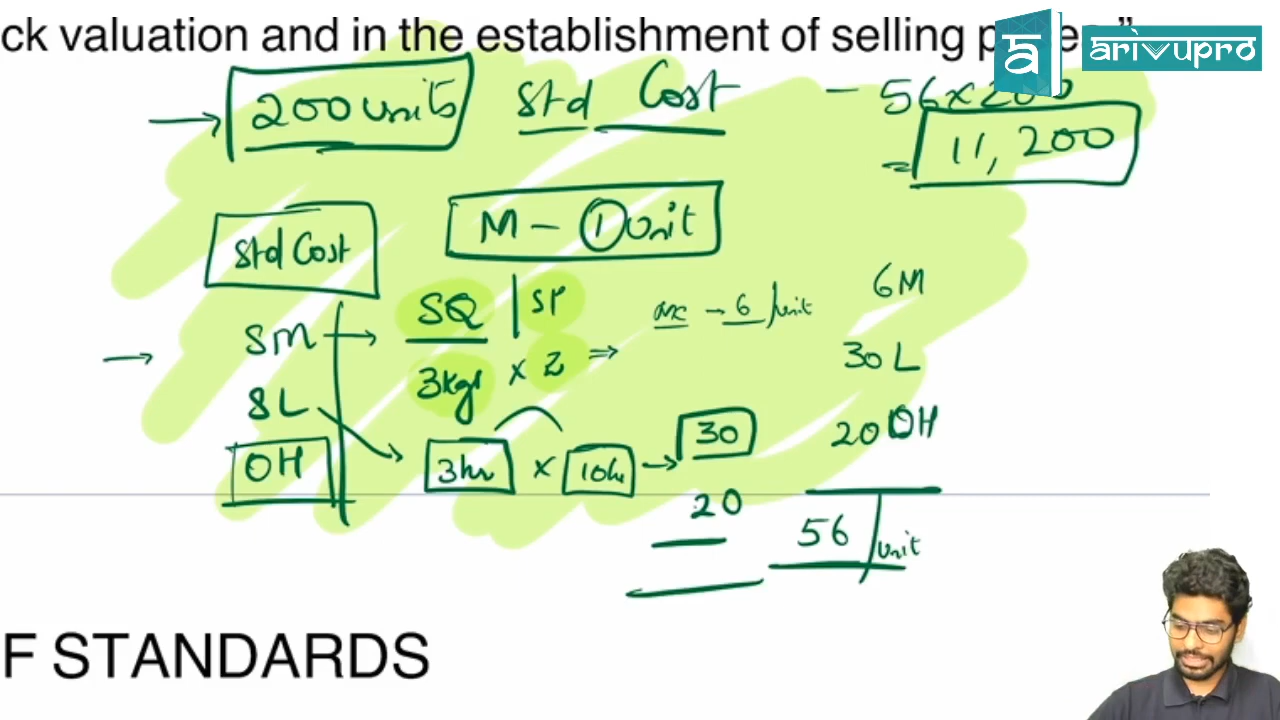 ck valuation and in the establishment of selling
arivupro
→ 200 units Std Cost - 56 x 200
= 11,200
M - 1 Unit
Std Cost
SQ | SP
→ 6 /unit
6M
SM →
3kgs x 2 ⇒
30 L
SL
30
20 OH
OH
3hr x 10hr →
20
56 / unit
F STANDARDS